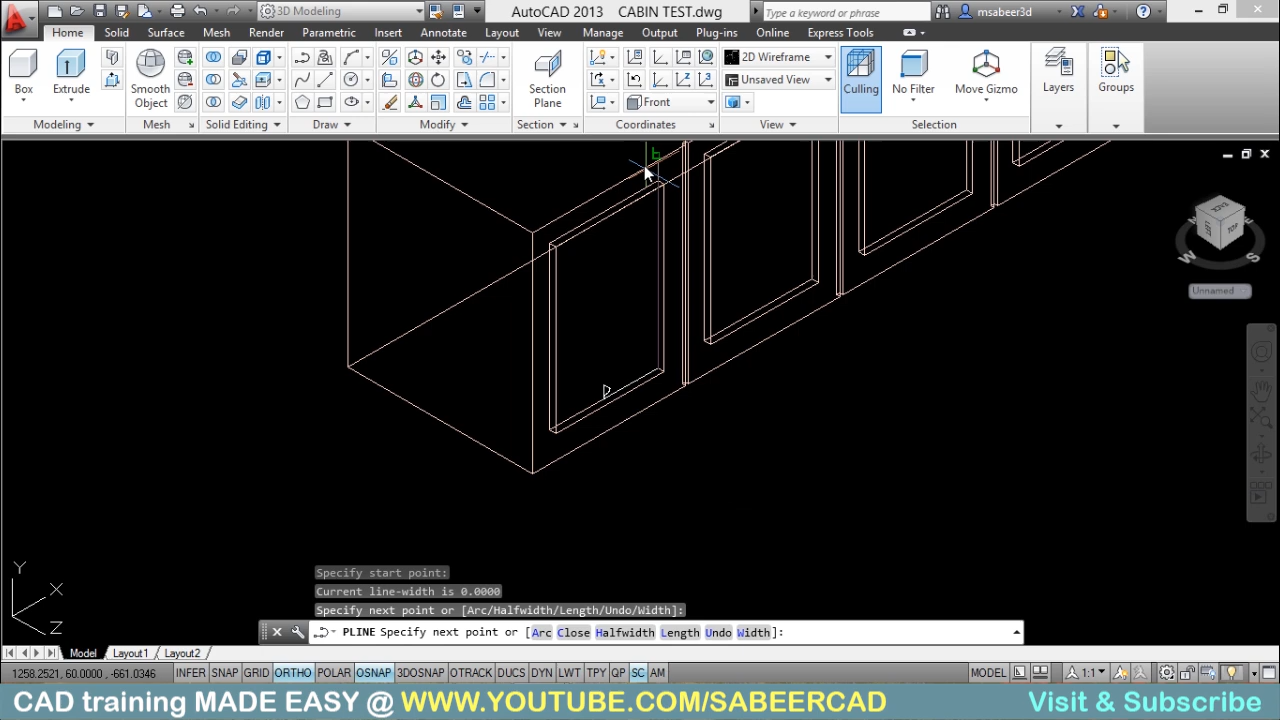 3D Modeling
AutoCAD 2013 CABIN TEST.dwg
Type a keyword or phrase
msabeer3d
Home Solid Surface Mesh Render Parametric Insert Annotate Layout View Manage Output Plug-ins Online Express Tools
Box
Extrude
Smooth Object
Section Plane
2D Wireframe
Unsaved View
Front
Culling
No Filter
Move Gizmo
Layers
Groups
Modeling Mesh Solid Editing Draw Modify Section Coordinates View Selection
TOP
W
S
Unnamed
Y
X
Z
Specify start point:
Current line-width is 0.0000
Specify next point or [Arc/Halfwidth/Length/Undo/Width]:
PLINE Specify next point or [Arc Close Halfwidth Length Undo Width]:
Model Layout1 Layout2
1258.2521, 60.0000, -661.0346 INFER SNAP GRID ORTHO POLAR OSNAP 3DOSNAP OTRACK DUCS DYN LWT TPY QP SC AM MODEL 1:1
CAD training MADE EASY @ WWW.YOUTUBE.COM/SABEERCAD Visit & Subscribe